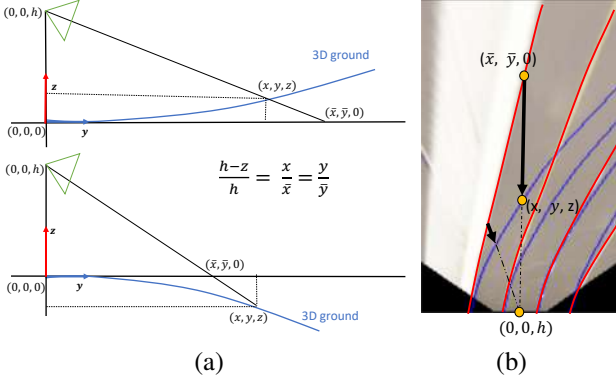 (0, 0, h)
3D ground
z
(x, y, z)
(0, 0, 0)
y
(x̄, ȳ, 0)
(0, 0, h)
(h−z)/h = x/x̄ = y/ȳ
z
(x̄, ȳ, 0)
(0, 0, 0)
y
(x, y, z)
3D ground
(a)
(x̄, ȳ, 0)
(x, y, z)
(0, 0, h)
(b)